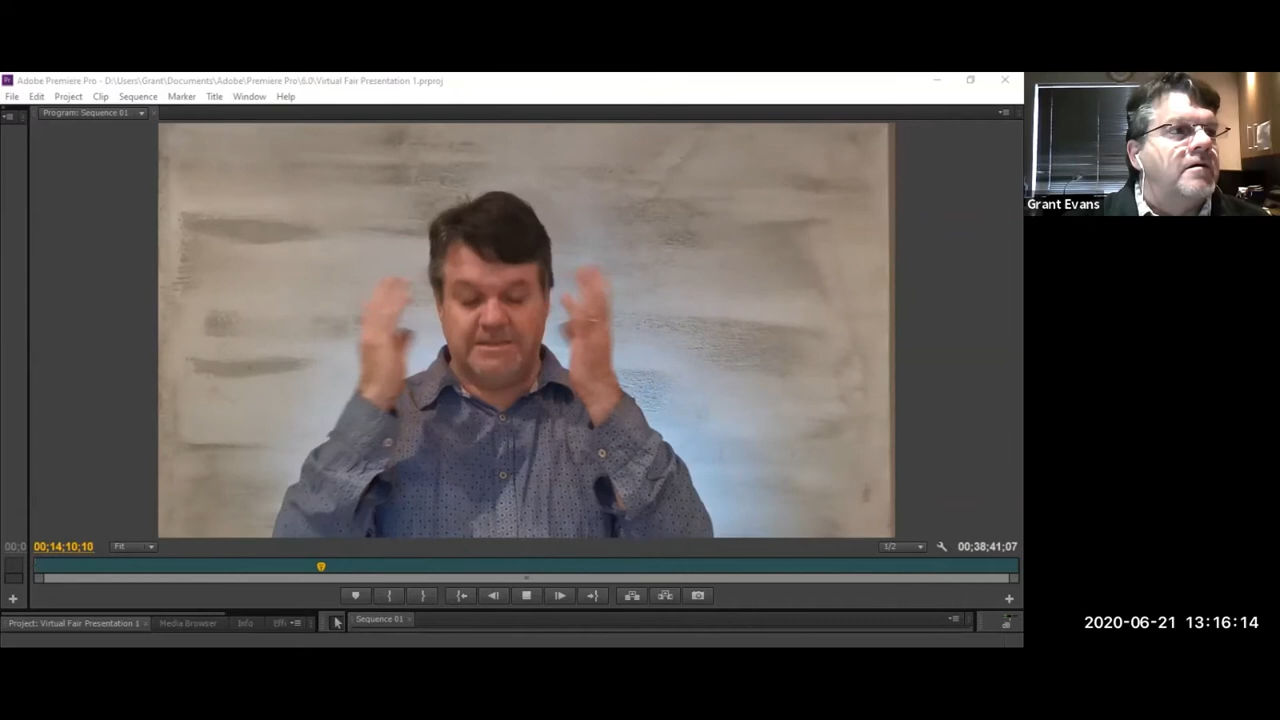 Adobe Premiere Pro - D:\Users\Grant\Documents\Adobe\Premiere Pro\6.0\Virtual Fair Presentation 1.prproj
File Edit Project Clip Sequence Marker Title Window Help
Program: Sequence 01
Grant Evans
00;0 00;14;10;10 Fit 1/2 00;38;41;07
Project: Virtual Fair Presentation 1 Media Browser Info Eff Sequence 01
2020-06-21 13:16:14